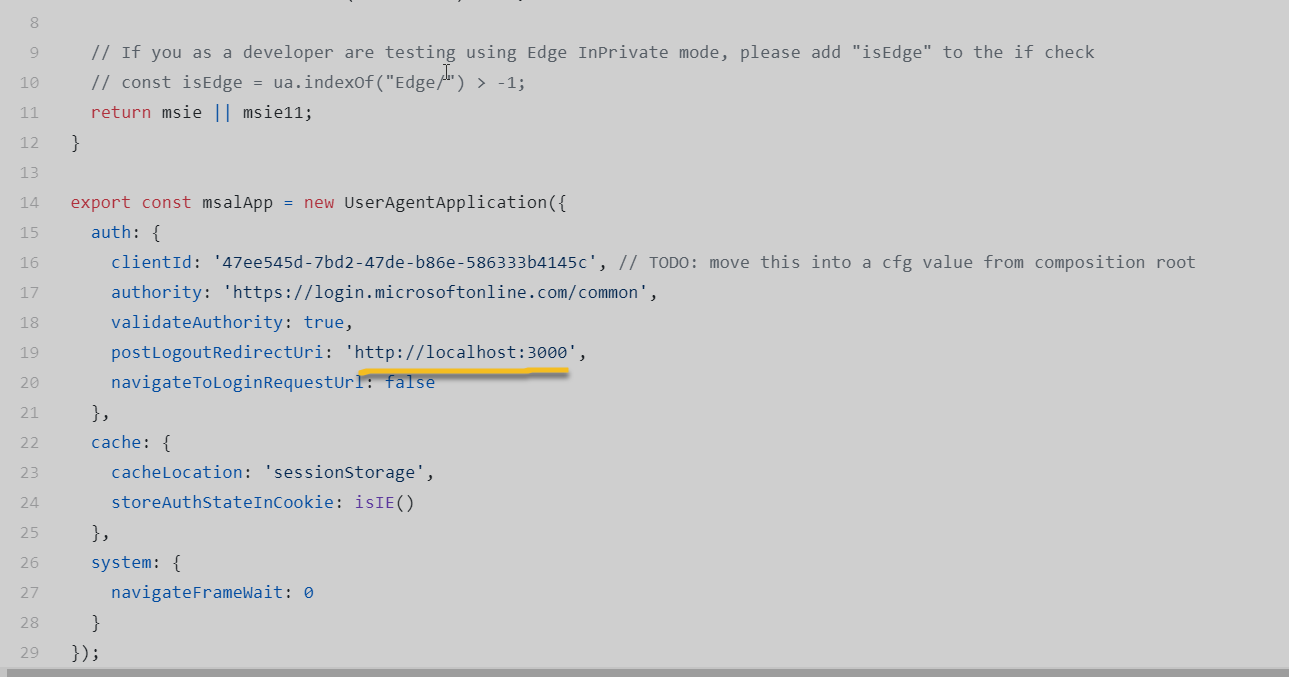 8
9 // If you as a developer are testing using Edge InPrivate mode, please add "isEdge" to the if check
10 // const isEdge = ua.indexOf("Edge/") > -1;
11 return msie || msie11;
12 }
13
14 export const msalApp = new UserAgentApplication({
15 auth: {
16 clientId: '47ee545d-7bd2-47de-b86e-586333b4145c', // TODO: move this into a cfg value from composition root
17 authority: 'https://login.microsoftonline.com/common',
18 validateAuthority: true,
19 postLogoutRedirectUri: 'http://localhost:3000',
20 navigateToLoginRequestUrl: false
21 },
22 cache: {
23 cacheLocation: 'sessionStorage',
24 storeAuthStateInCookie: isIE()
25 },
26 system: {
27 navigateFrameWait: 0
28 }
29 });